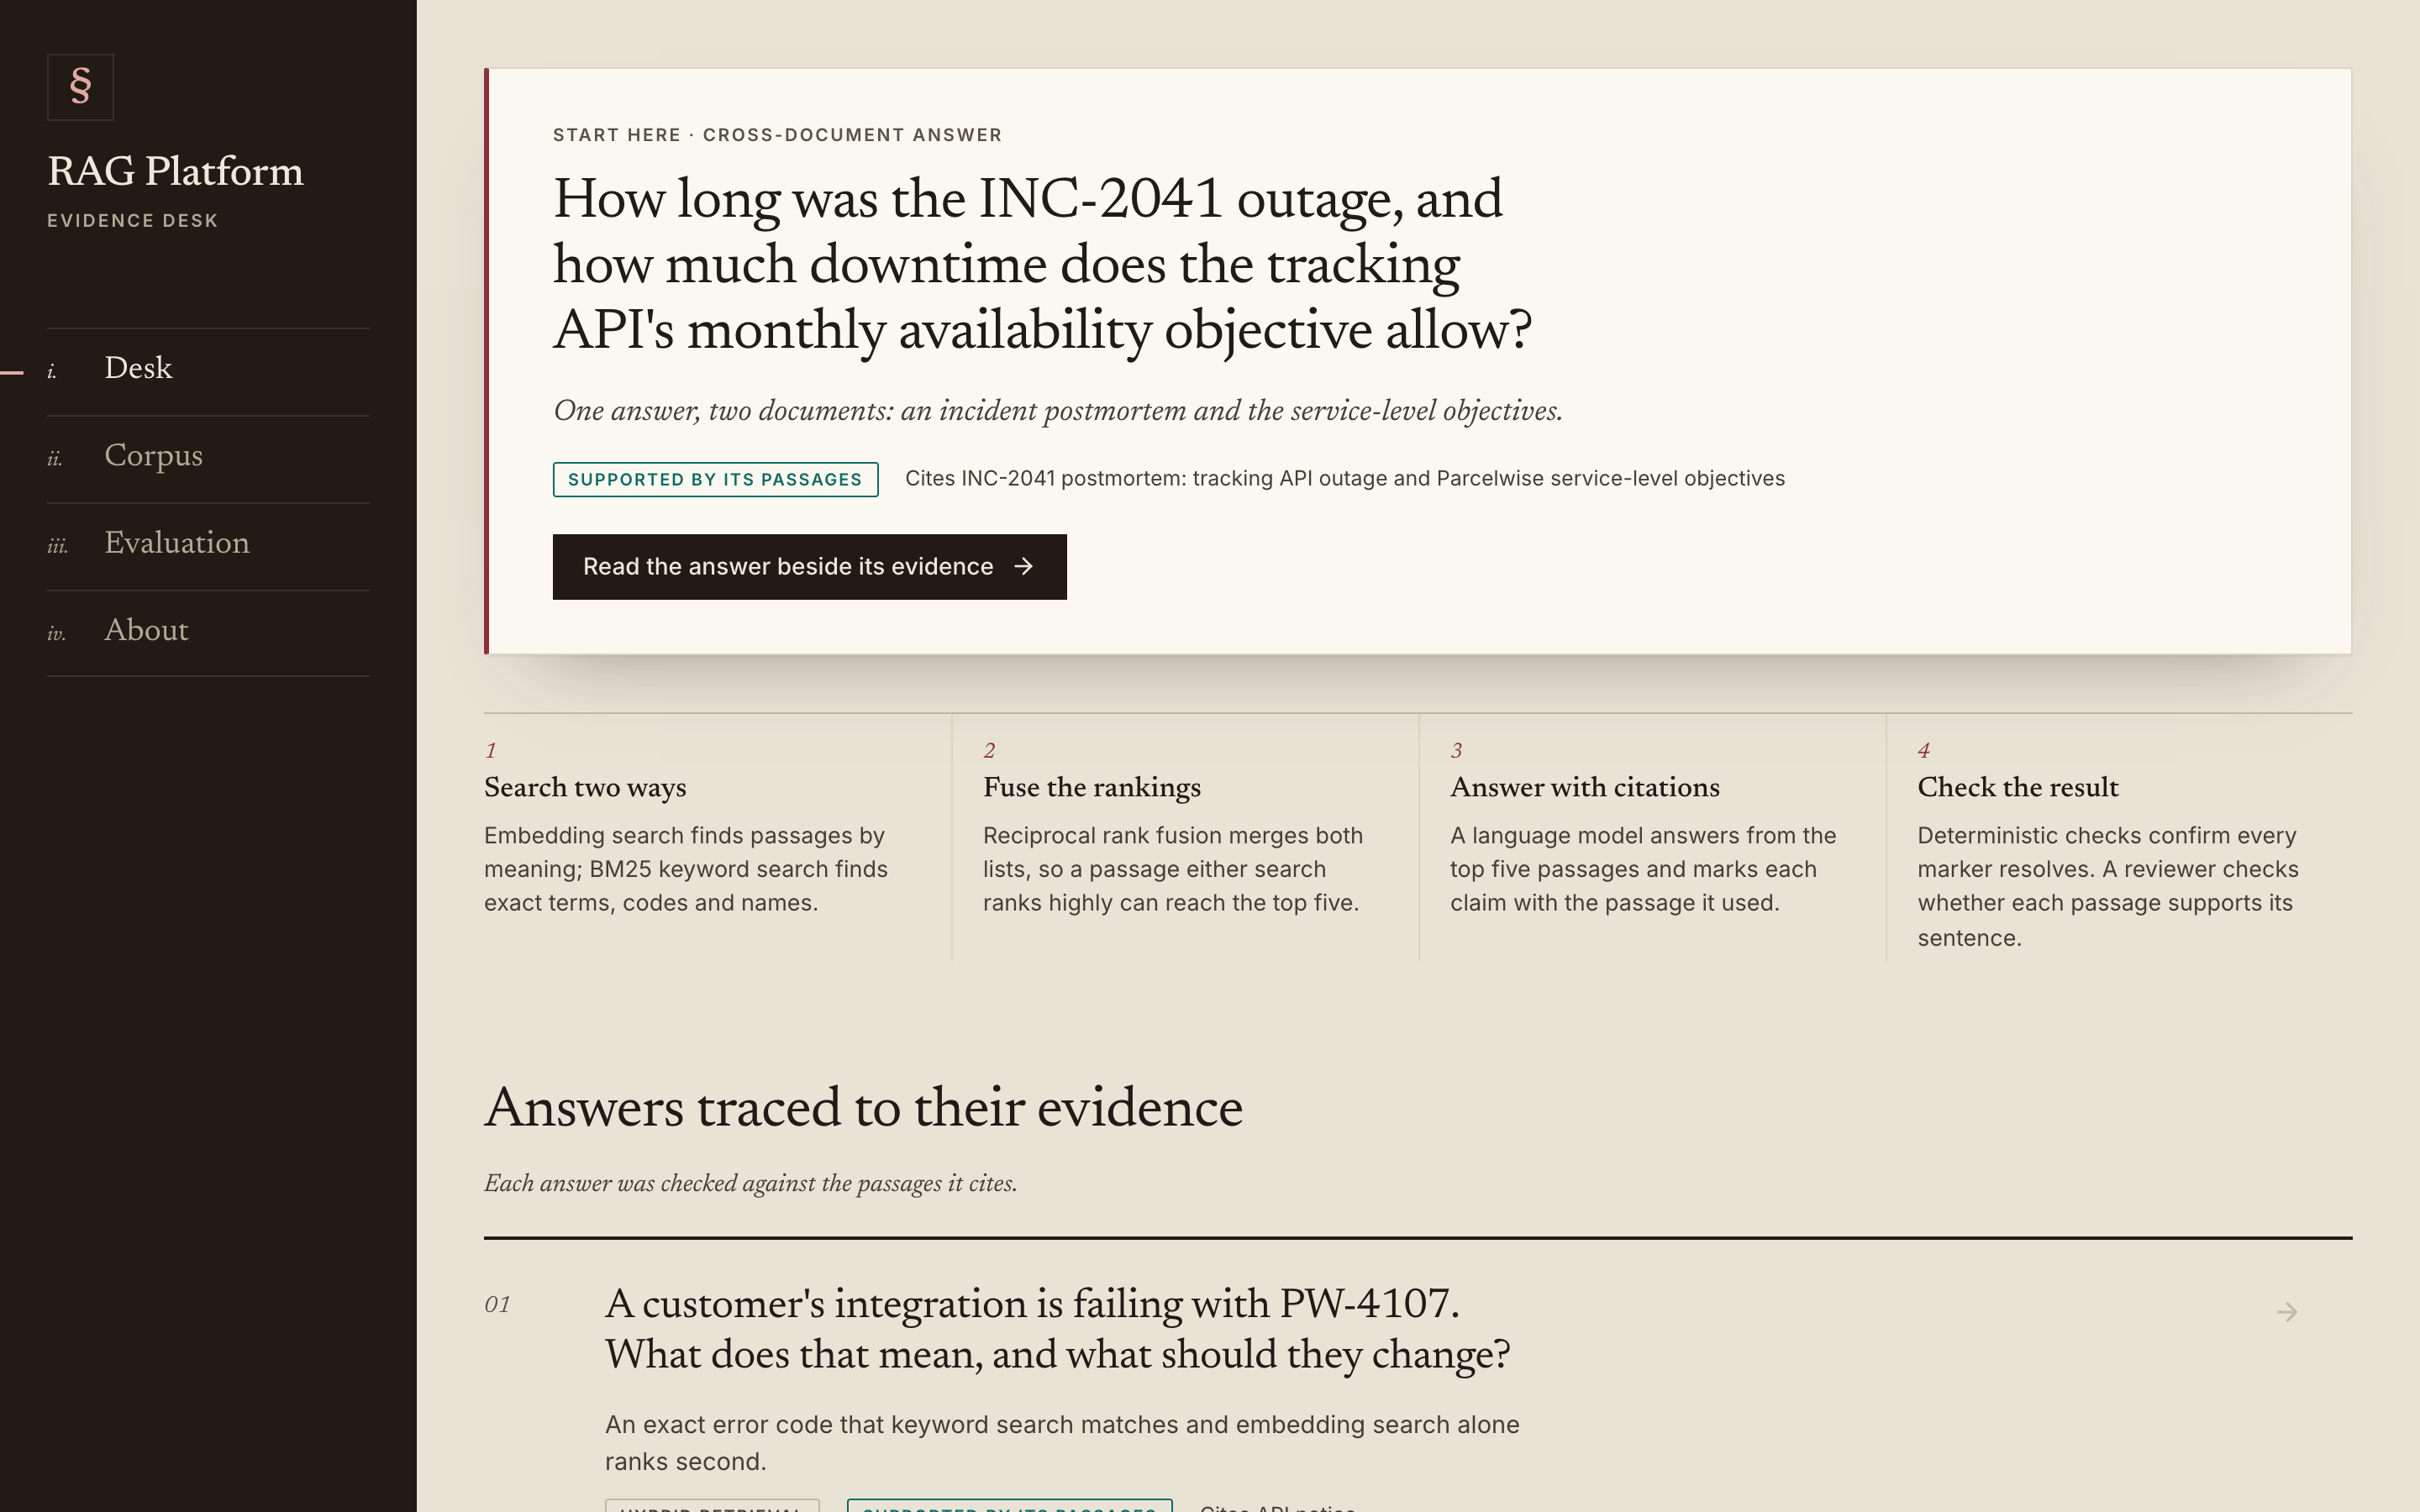 §
RAG Platform
EVIDENCE DESK
i. Desk
ii. Corpus
iii. Evaluation
iv. About
START HERE · CROSS-DOCUMENT ANSWER
How long was the INC-2041 outage, and
how much downtime does the tracking
API's monthly availability objective allow?
One answer, two documents: an incident postmortem and the service-level objectives.
SUPPORTED BY ITS PASSAGES Cites INC-2041 postmortem: tracking API outage and Parcelwise service-level objectives
Read the answer beside its evidence →
1
Search two ways
Embedding search finds passages by
meaning; BM25 keyword search finds
exact terms, codes and names.
2
Fuse the rankings
Reciprocal rank fusion merges both
lists, so a passage either search
ranks highly can reach the top five.
3
Answer with citations
A language model answers from the
top five passages and marks each
claim with the passage it used.
4
Check the result
Deterministic checks confirm every
marker resolves. A reviewer checks
whether each passage supports its
sentence.
Answers traced to their evidence
Each answer was checked against the passages it cites.
01
A customer's integration is failing with PW-4107.
What does that mean, and what should they change?
→
An exact error code that keyword search matches and embedding search alone
ranks second.
HYBRID RETRIEVAL SUPPORTED BY ITS PASSAGES Cites API notice